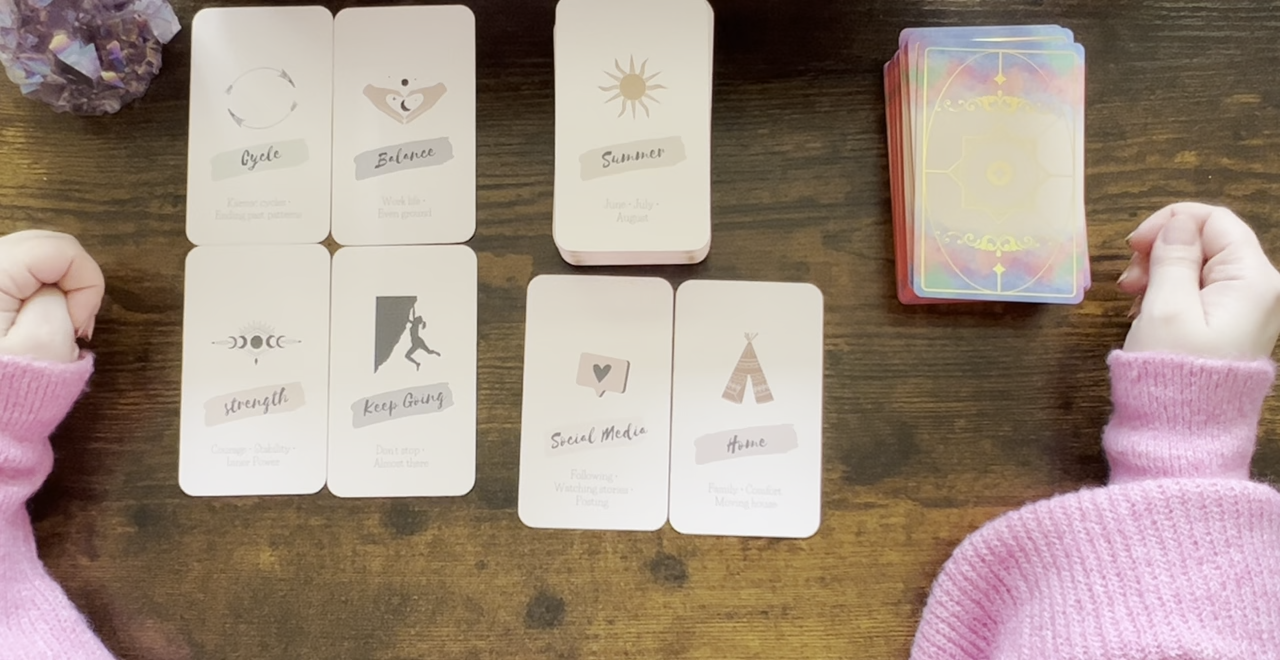 Cycle
Karmic cycles •
Ending past patterns
Balance
Work life •
Even ground
Summer
June • July •
August
strength
Courage • Stability •
Inner Power
Keep Going
Don't stop •
Almost there
Social Media
Following •
Watching stories •
Posting
Home
Family • Comfort
Moving house